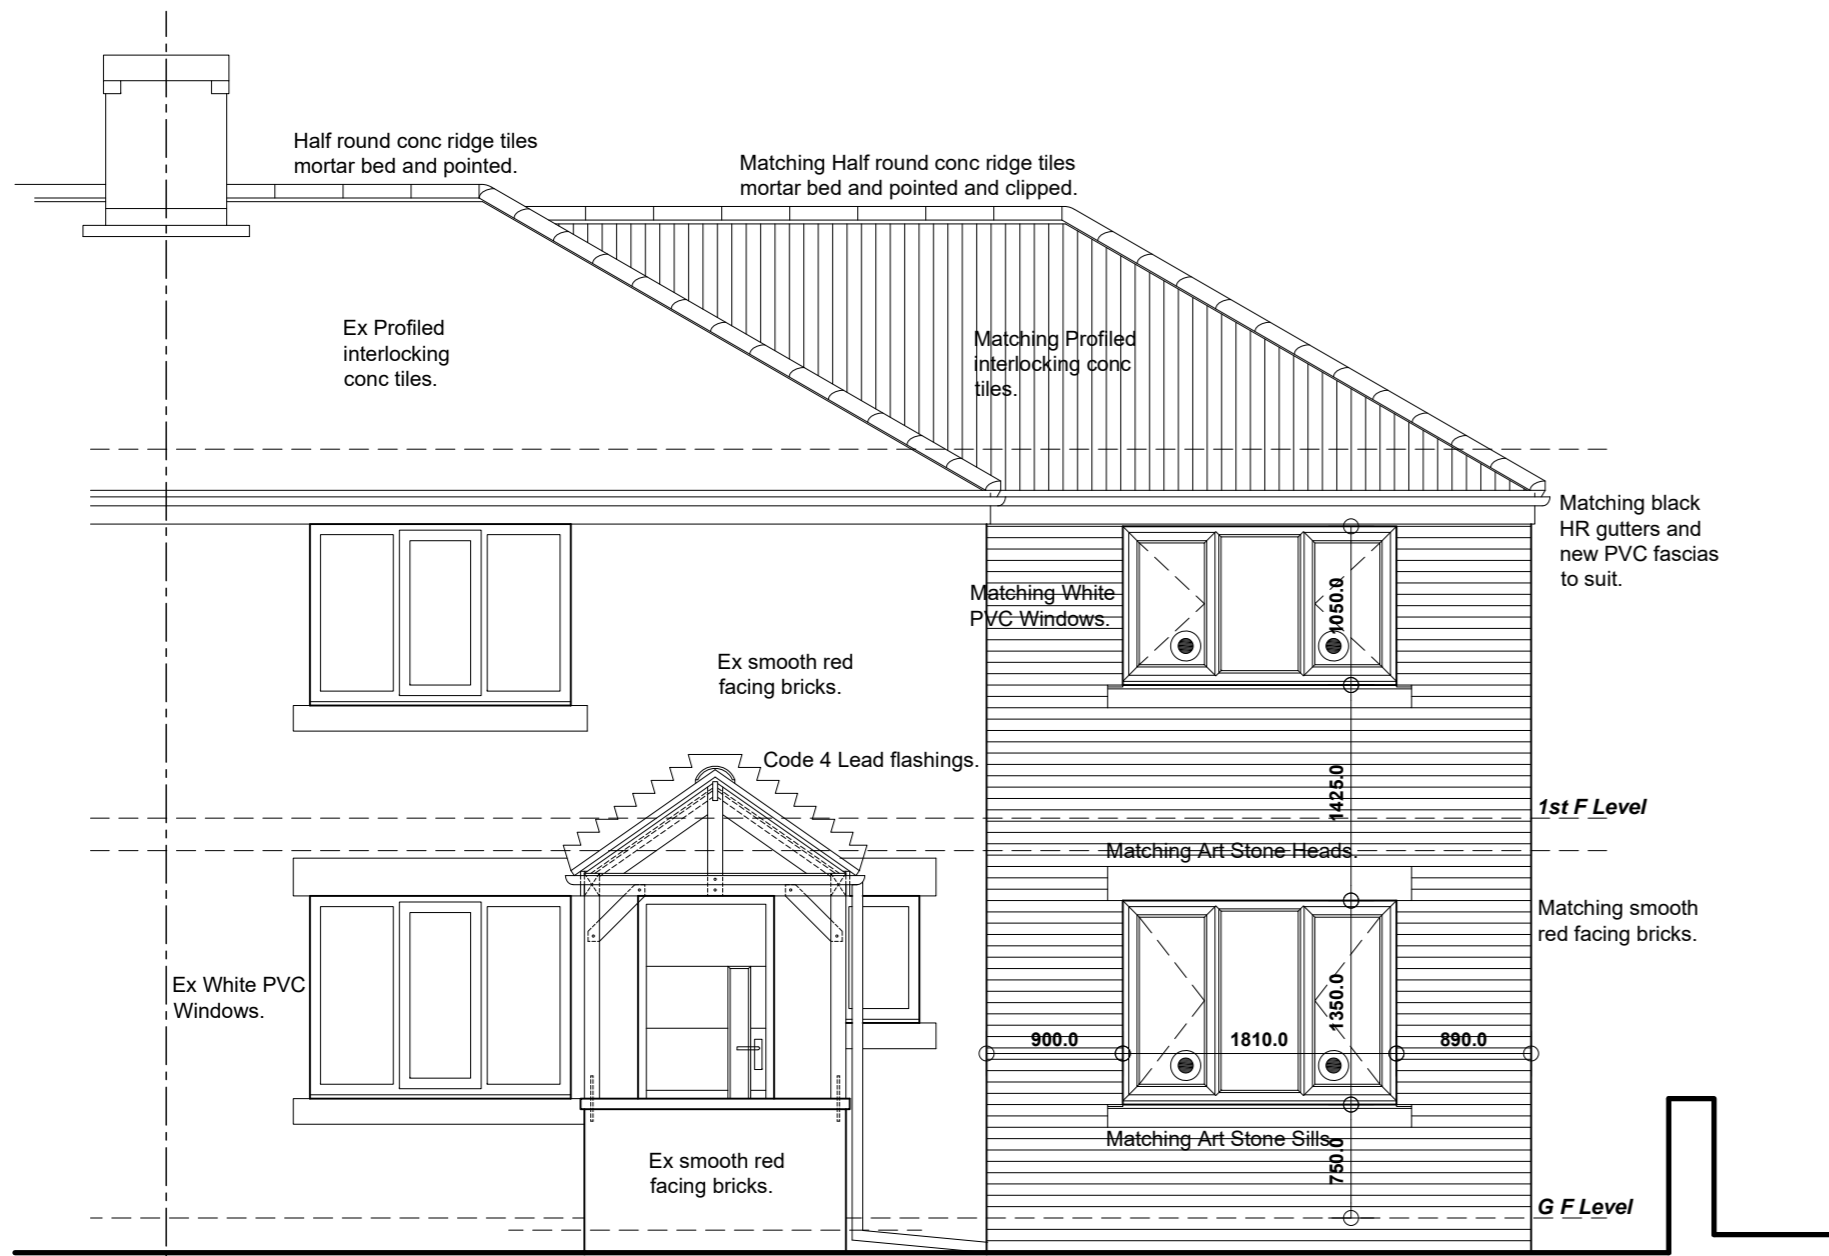 Half round conc ridge tiles
mortar bed and pointed.
Matching Half round conc ridge tiles
mortar bed and pointed and clipped.
Ex Profiled
interlocking
conc tiles.
Matching Profiled
interlocking conc
tiles.
Matching black
HR gutters and
new PVC fascias
to suit.
Matching White
PVC Windows.
1050.0
Ex smooth red
facing bricks.
Code 4 Lead flashings.
1425.0
1st F Level
Matching Art Stone Heads.
Matching smooth
red facing bricks.
Ex White PVC
Windows.
1350.0
900.0
1810.0
890.0
Matching Art Stone Sills.
750.0
Ex smooth red
facing bricks.
G F Level